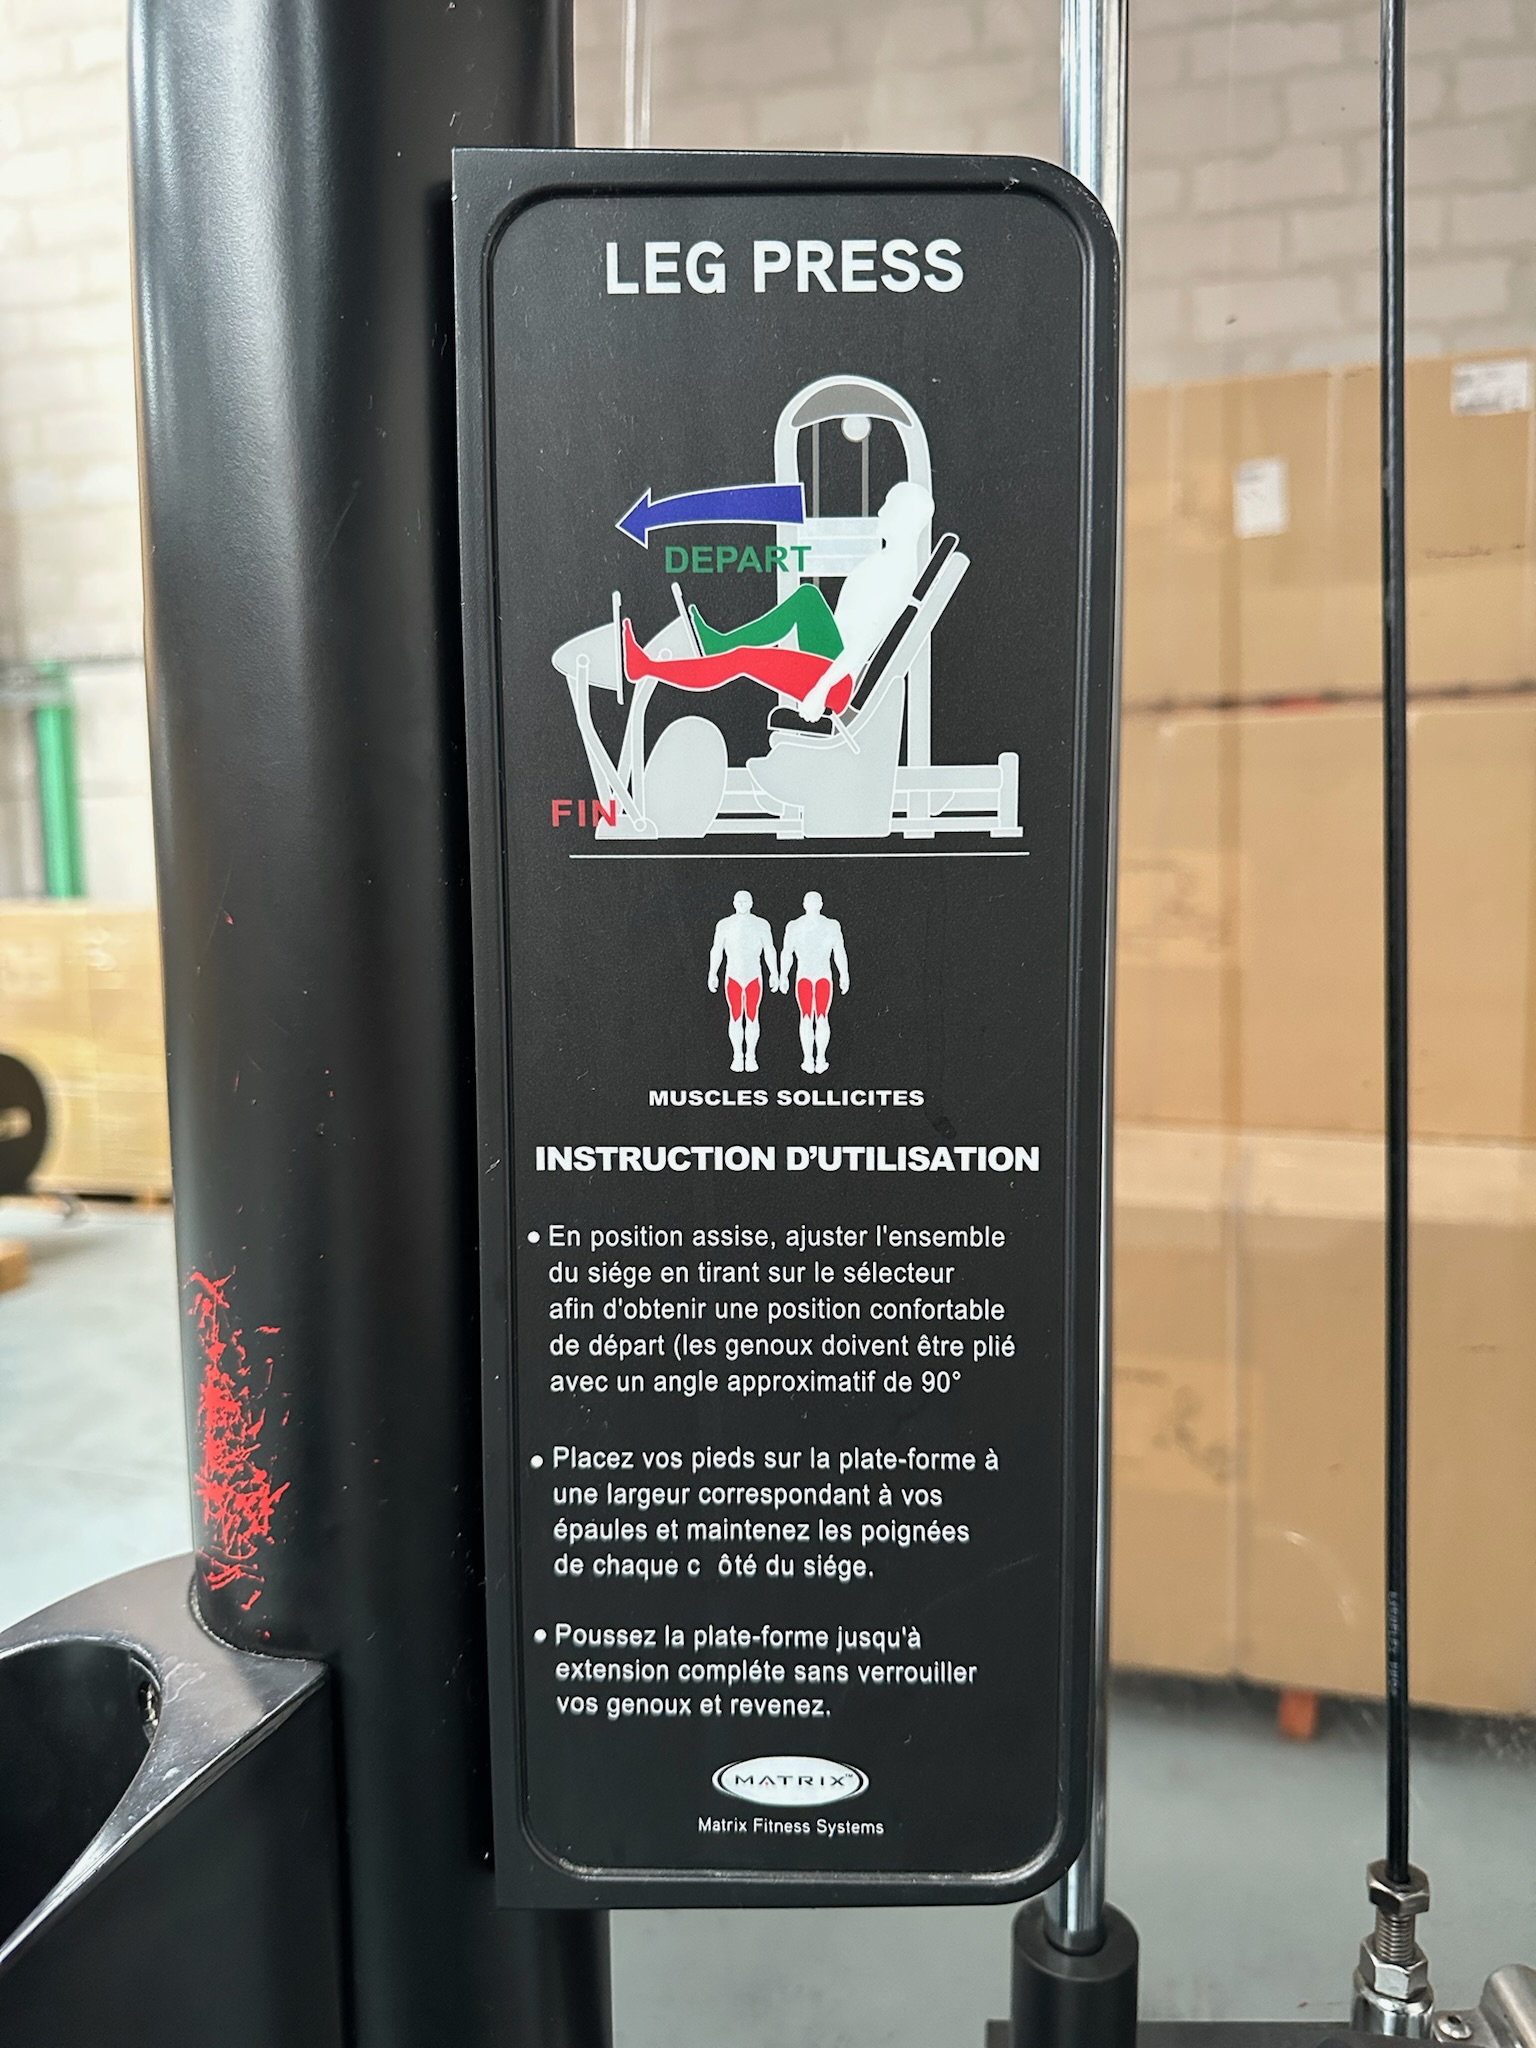 LEG PRESS
DEPART
FIN
MUSCLES SOLLICITES
INSTRUCTION D'UTILISATION
• En position assise, ajuster l'ensemble
du siége en tirant sur le sélecteur
afin d'obtenir une position confortable
de départ (les genoux doivent être plié
avec un angle approximatif de 90°
• Placez vos pieds sur la plate-forme à
une largeur correspondant à vos
épaules et maintenez les poignées
de chaque c ôté du siége.
• Poussez la plate-forme jusqu'à
extension compléte sans verrouiller
vos genoux et revenez.
MATRIX™
Matrix Fitness Systems